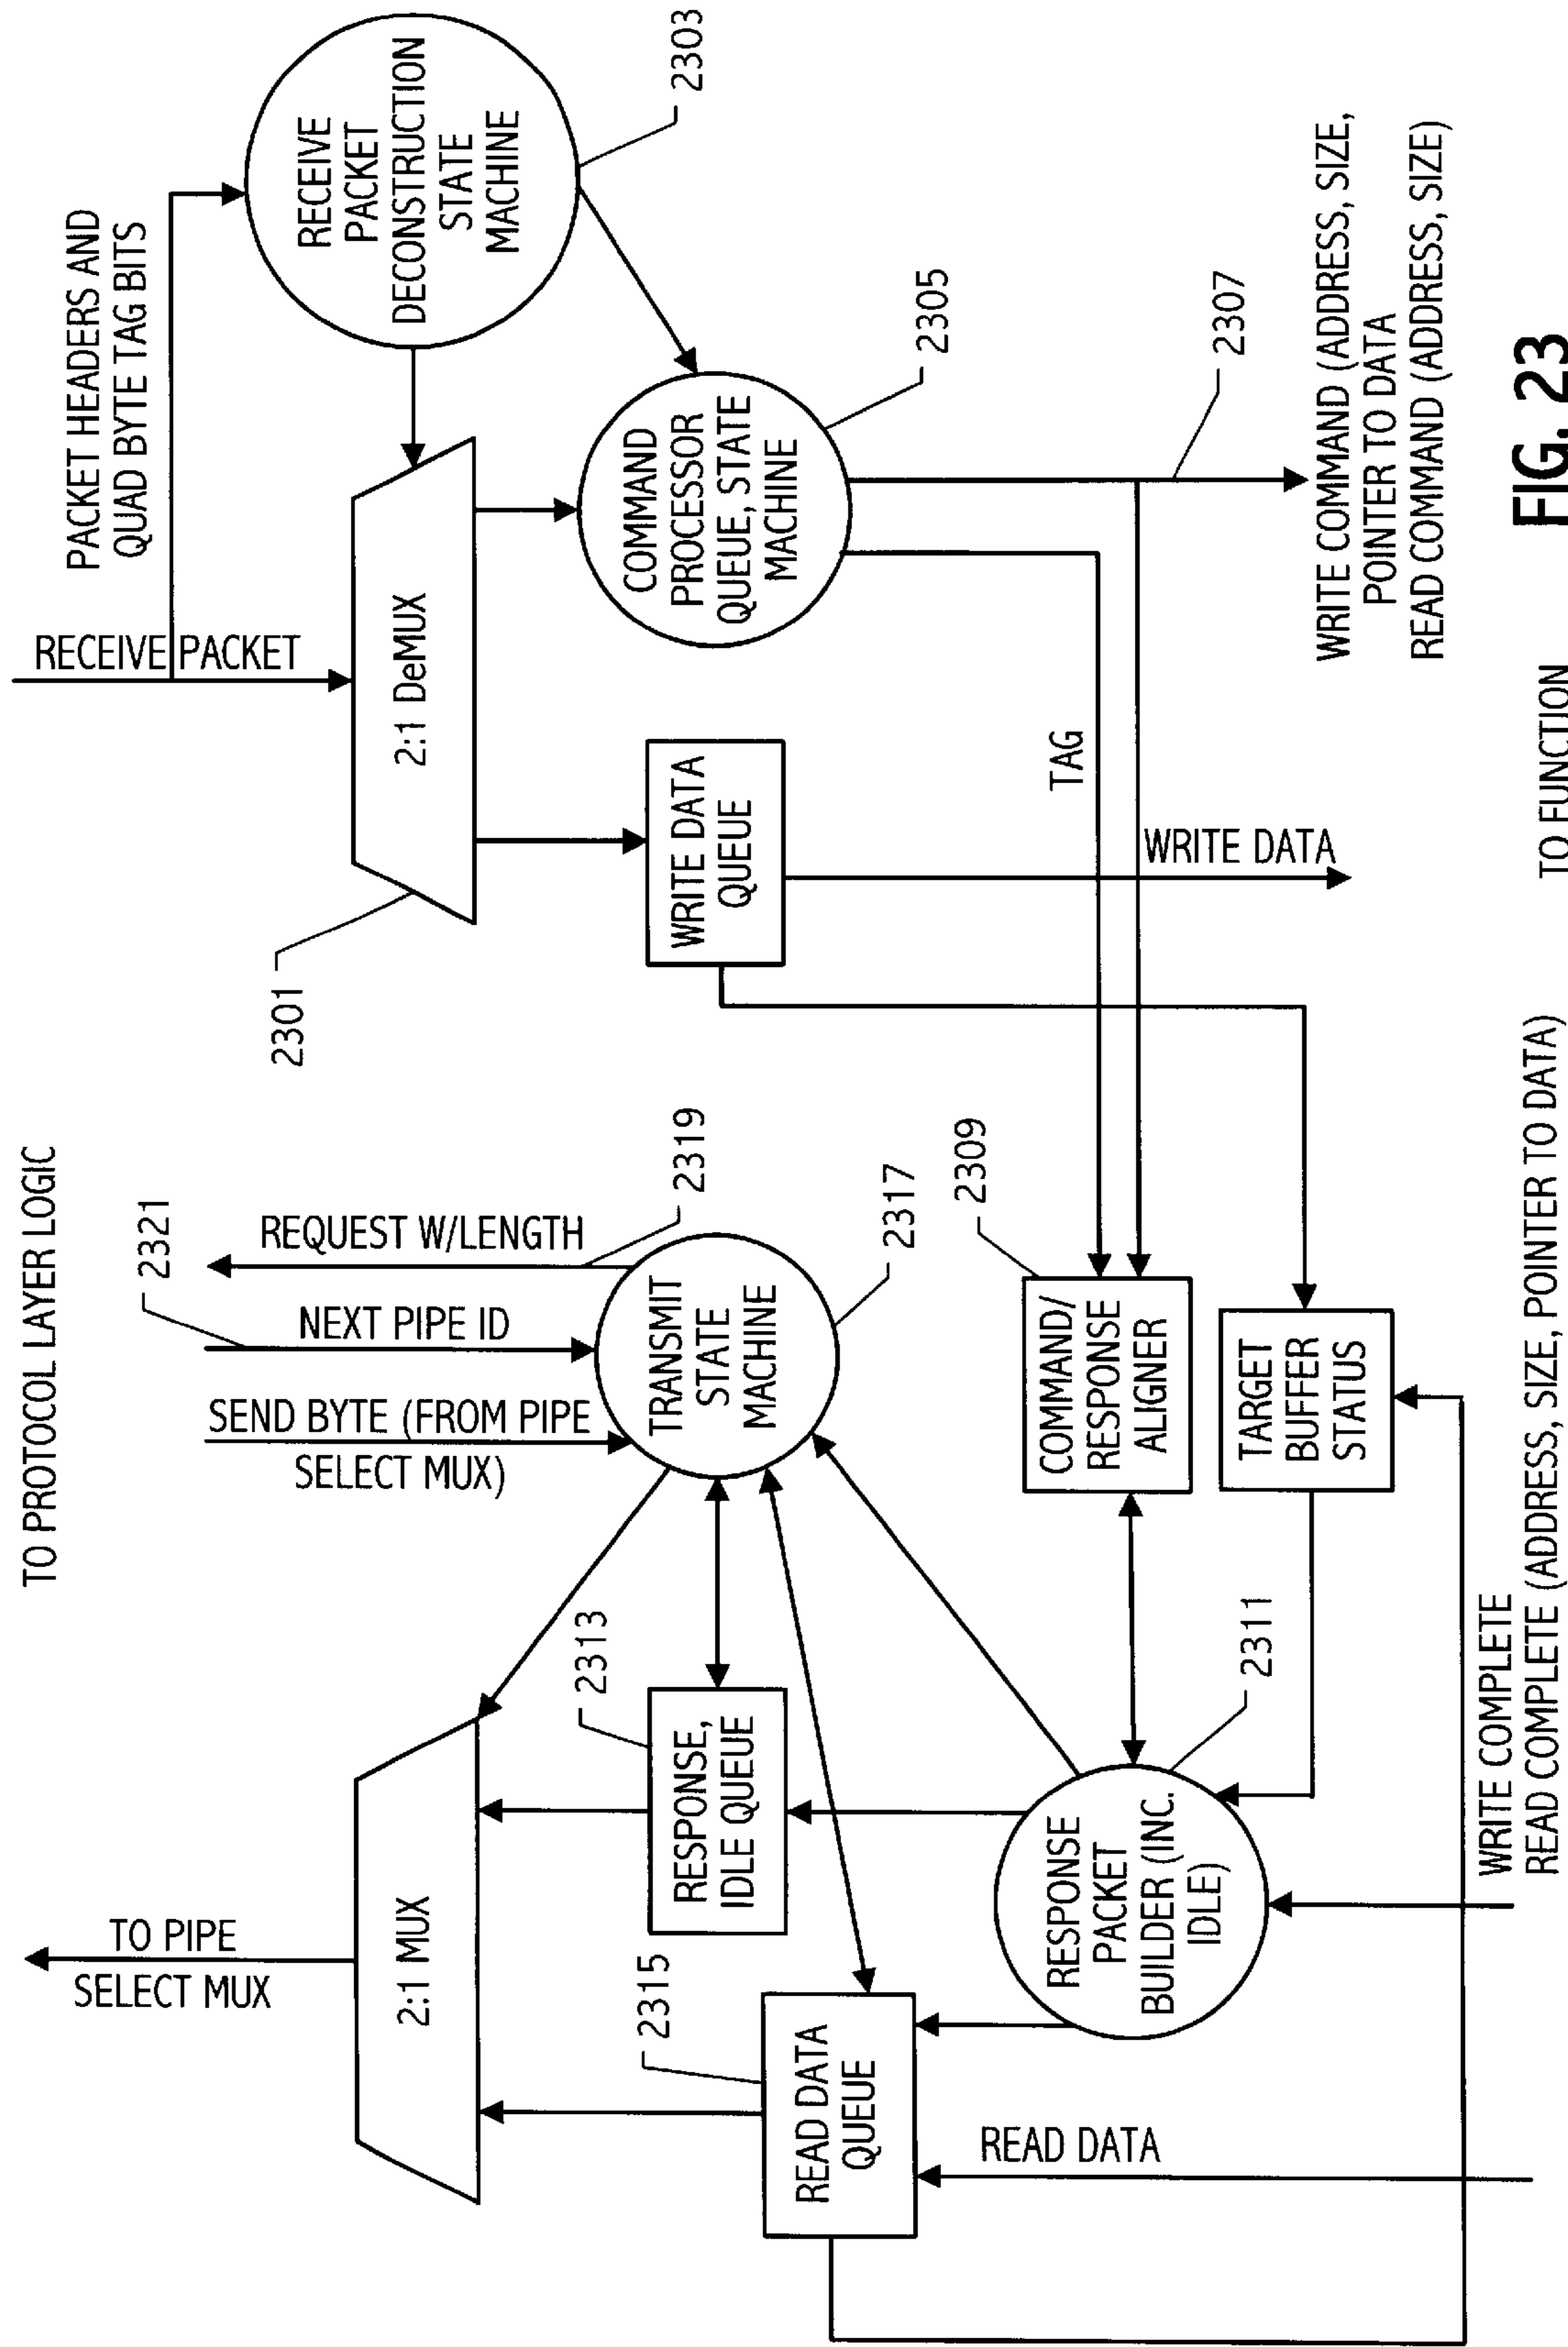 TO PROTOCOL LAYER LOGIC
RECEIVE PACKET
PACKET HEADERS AND
QUAD BYTE TAG BITS
TO PIPE
SELECT MUX
2321
REQUEST W/LENGTH
NEXT PIPE ID
SEND BYTE (FROM PIPE
SELECT MUX)
2319
2301
2:1 DeMUX
RECEIVE
PACKET
DECONSTRUCTION
STATE
MACHINE
2303
2:1 MUX
2313
RESPONSE,
IDLE QUEUE
TRANSMIT
STATE
MACHINE
2317
WRITE DATA
QUEUE
COMMAND
PROCESSOR
QUEUE, STATE
MACHINE
2305
2315
READ DATA
QUEUE
2309
TAG
RESPONSE
PACKET
BUILDER (INC.
IDLE)
2311
COMMAND/
RESPONSE
ALIGNER
WRITE DATA
2307
READ DATA
TARGET
BUFFER
STATUS
WRITE COMMAND (ADDRESS, SIZE,
POINTER TO DATA
READ COMMAND (ADDRESS, SIZE)
WRITE COMPLETE
READ COMPLETE (ADDRESS, SIZE, POINTER TO DATA)
TO FUNCTION
FIG. 23